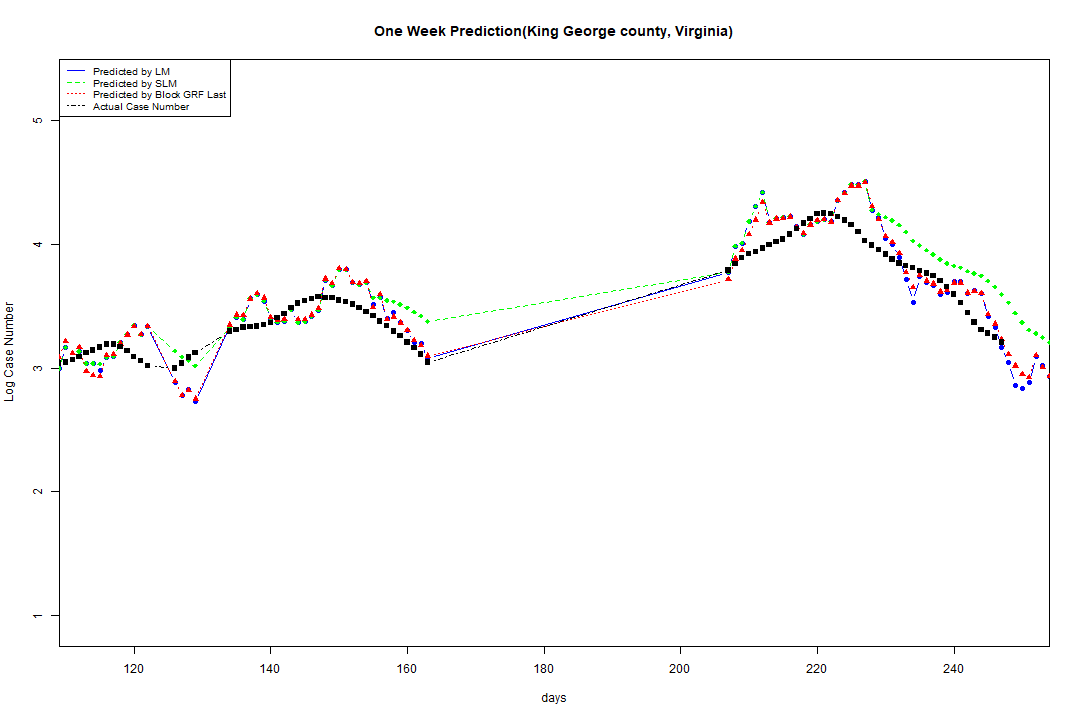 One Week Prediction(King George county, Virginia)
Predicted by LM
Predicted by SLM
Predicted by Block GRF Last
Actual Case Number
5
4
3
2
1
Log Case Number
120 140 160 180 200 220 240
days